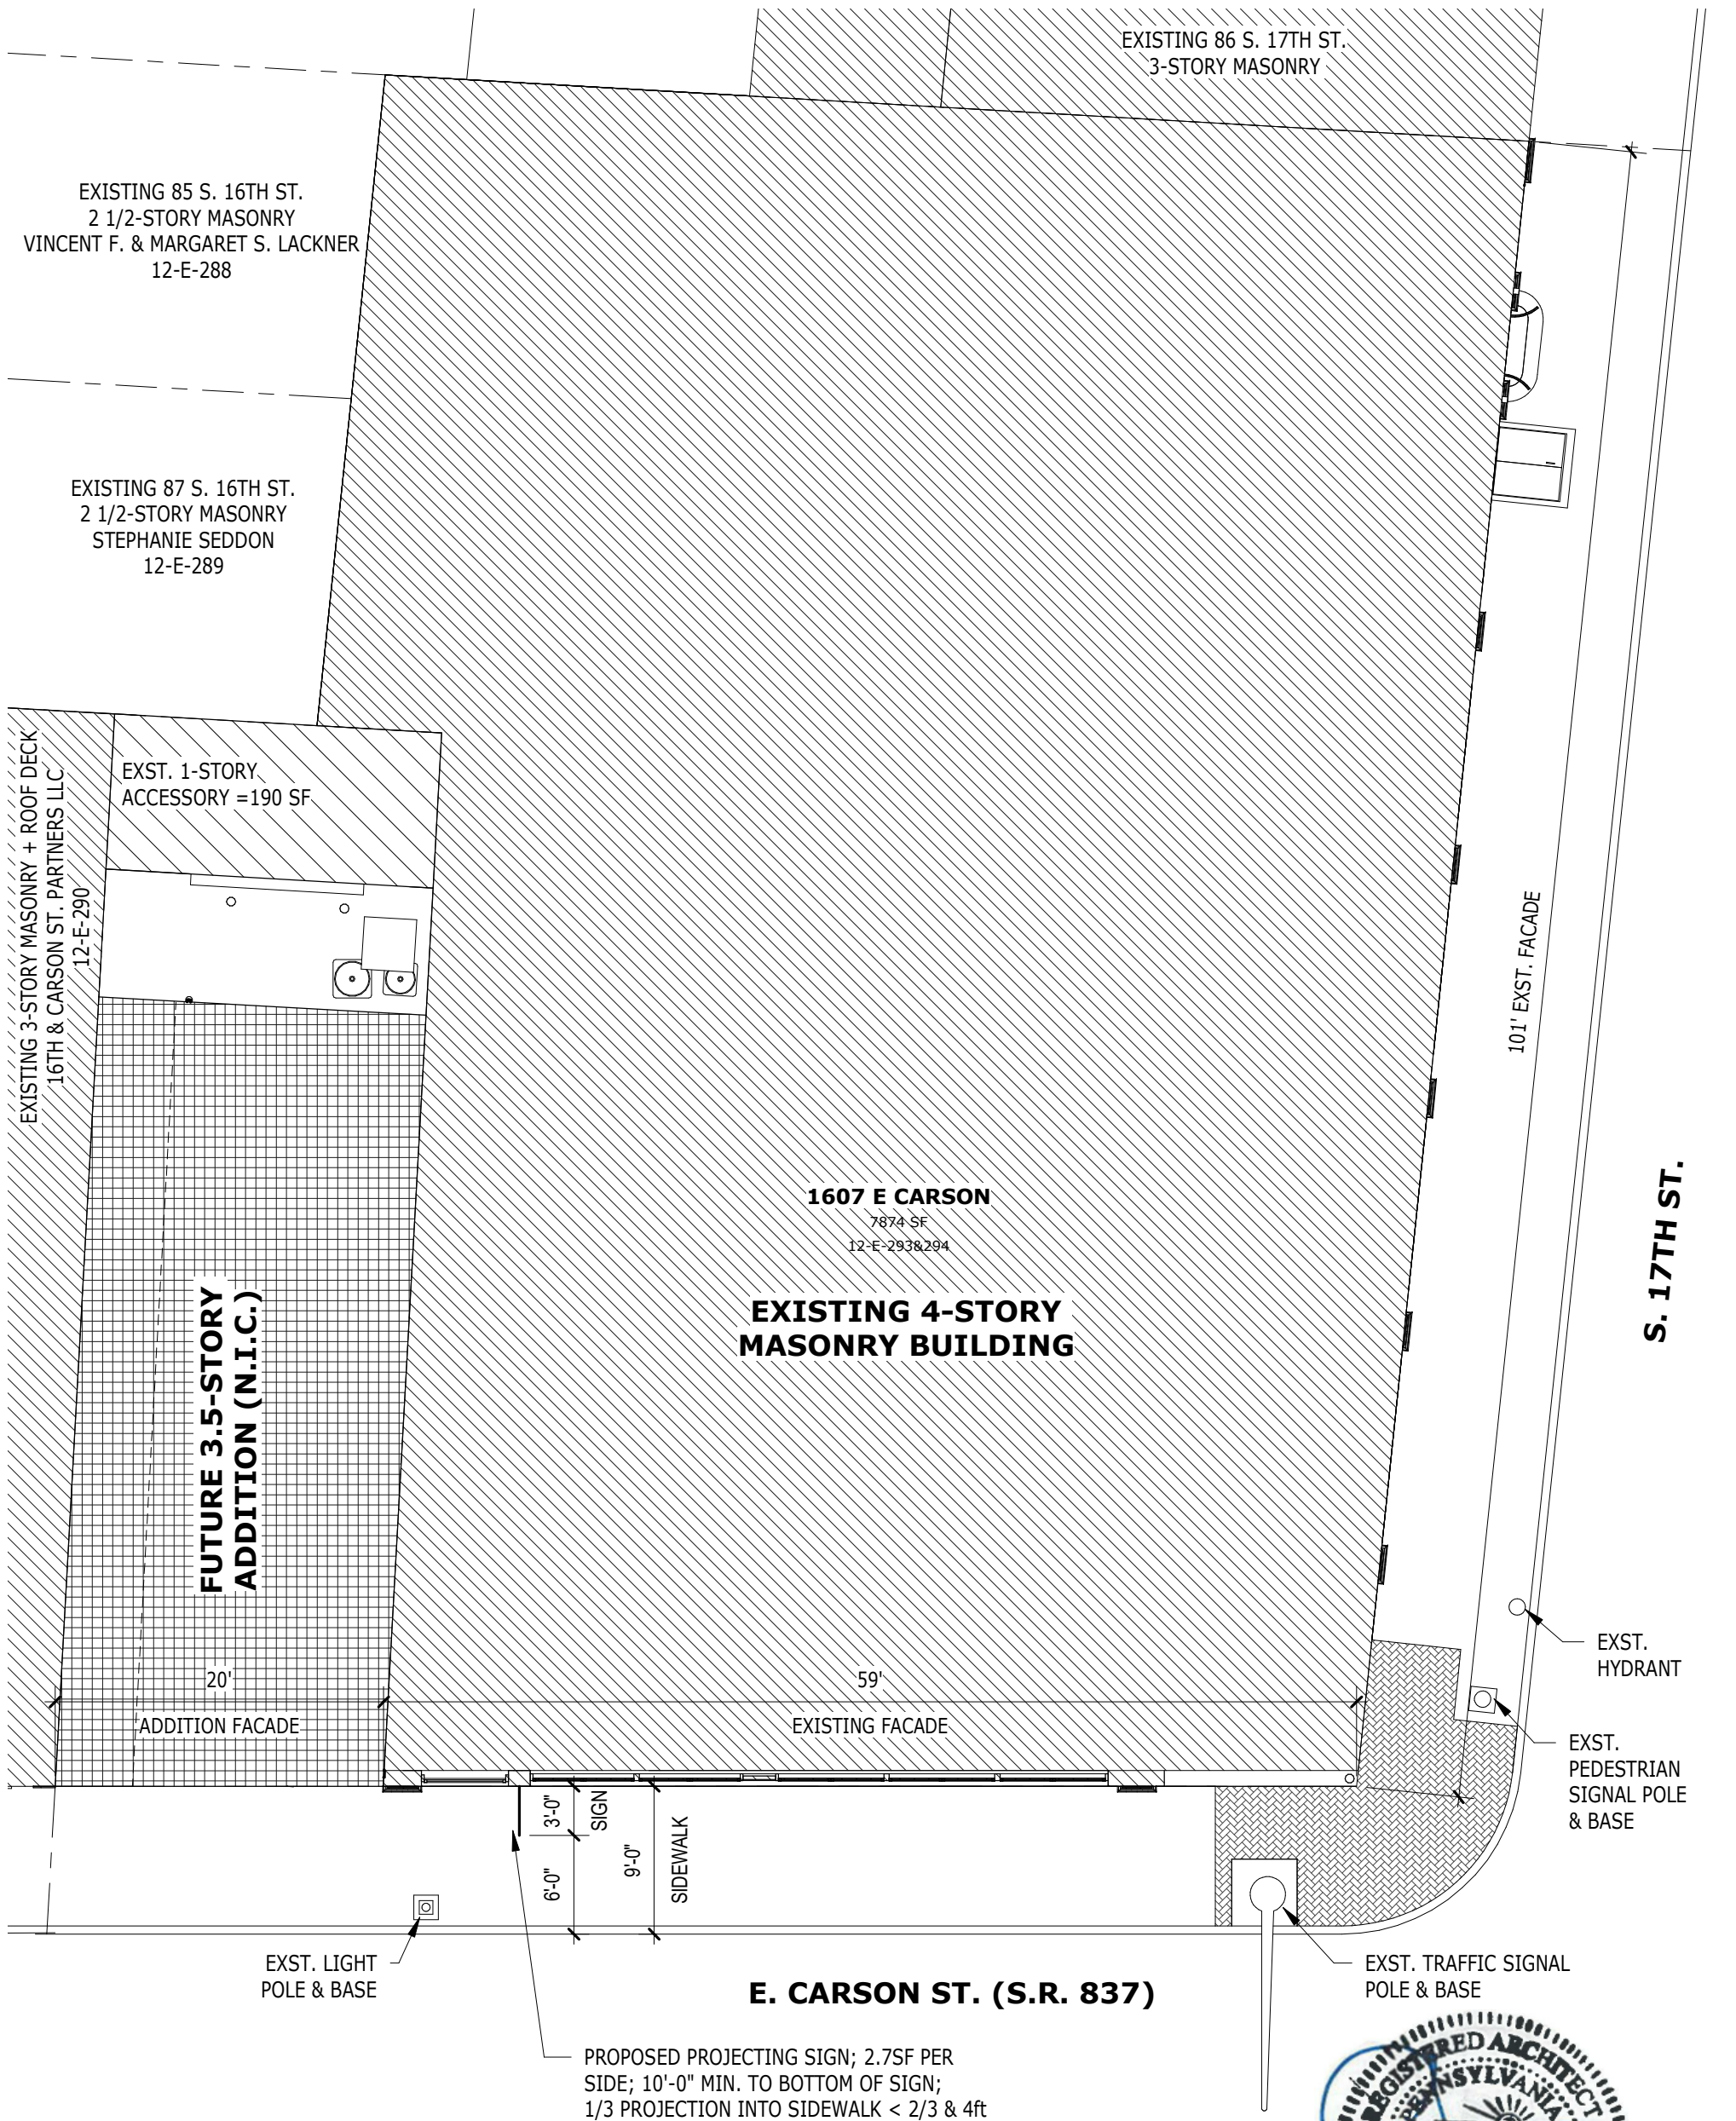 EXISTING 86 S. 17TH ST.
3-STORY MASONRY
EXISTING 85 S. 16TH ST.
2 1/2-STORY MASONRY
VINCENT F. & MARGARET S. LACKNER
12-E-288
EXISTING 87 S. 16TH ST.
2 1/2-STORY MASONRY
STEPHANIE SEDDON
12-E-289
EXISTING 3-STORY MASONRY + ROOF DECK
16TH & CARSON ST. PARTNERS LLC
12-E-290
EXST. 1-STORY
ACCESSORY =190 SF
101' EXST. FACADE
S. 17TH ST.
1607 E CARSON
7874 SF
12-E-293&294
EXISTING 4-STORY
MASONRY BUILDING
FUTURE 3.5-STORY
ADDITION (N.I.C.)
20'
ADDITION FACADE
59'
EXISTING FACADE
EXST.
HYDRANT
EXST.
PEDESTRIAN
SIGNAL POLE
& BASE
3'-0"
SIGN
6'-0"
9'-0"
SIDEWALK
EXST. LIGHT
POLE & BASE
E. CARSON ST. (S.R. 837)
EXST. TRAFFIC SIGNAL
POLE & BASE
PROPOSED PROJECTING SIGN; 2.7SF PER
SIDE; 10'-0" MIN. TO BOTTOM OF SIGN;
1/3 PROJECTION INTO SIDEWALK < 2/3 & 4ft
REGISTERED ARCHITECT
PENNSYLVANIA